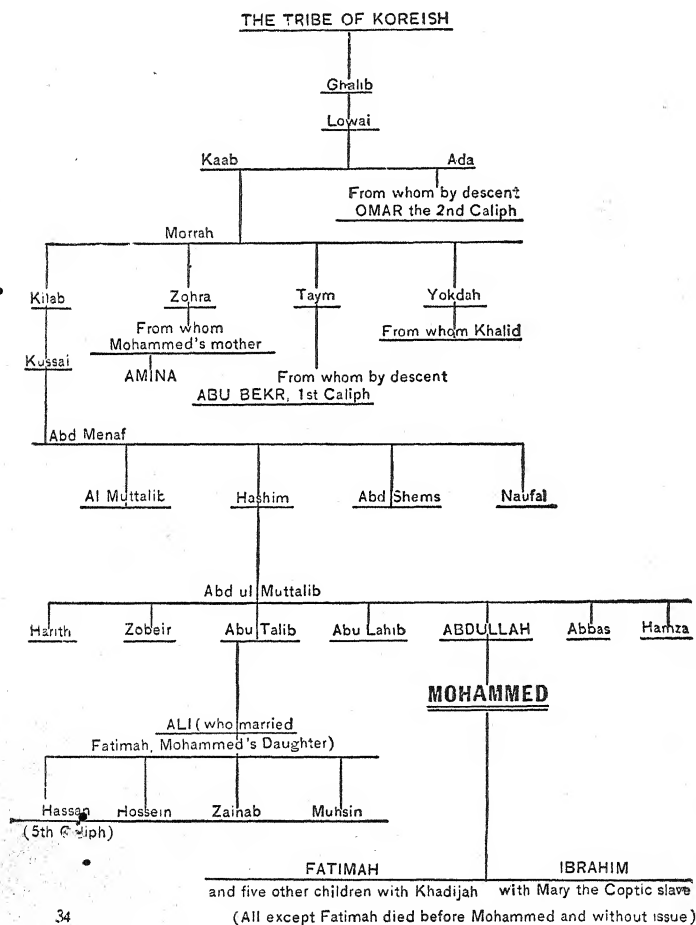 THE TRIBE OF KOREISH
Ghalib
Lowai
Kaab Ada
From whom by descent
OMAR the 2nd Caliph
Morrah
Kilab Zohra Taym Yokdah
From whom
Mohammed's mother
From whom Khalid
Kussai
AMINA
From whom by descent
ABU BEKR, 1st Caliph
Abd Menaf
Al Muttalib Hashim Abd Shems Naufal
Abd ul Muttalib
Harith Zobeir Abu Talib Abu Lahib ABDULLAH Abbas Hamza
MOHAMMED
ALI (who married
Fatimah, Mohammed's Daughter)
Hassan Hossein Zainab Muhsin
(5th Caliph)
FATIMAH IBRAHIM
and five other children with Khadijah with Mary the Coptic slave
34 (All except Fatimah died before Mohammed and without issue)